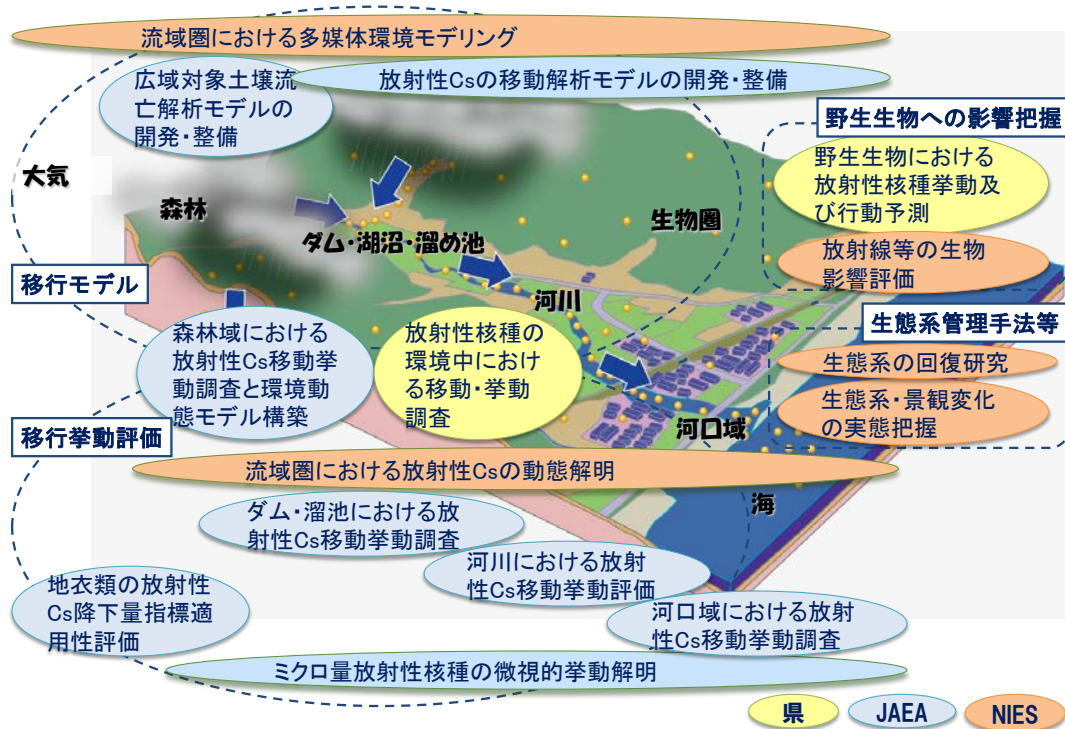 流域圏における多媒体環境モデリング
広域対象土壌流
亡解析モデルの
開発・整備
放射性Csの移動解析モデルの開発・整備
野生生物への影響把握
野生生物における
放射性核種挙動及
び行動予測
大気
森林
生物圏
ダム・湖沼・溜め池
放射線等の生物
影響評価
移行モデル
河川
生態系管理手法等
森林域における
放射性Cs移動挙
動調査と環境動
態モデル構築
放射性核種の
環境中におけ
る移動・挙動
調査
生態系の回復研究
生態系・景観変化
の実態把握
移行挙動評価
河口域
流域圏における放射性Csの動態解明
海
ダム・溜池における放
射性Cs移動挙動調査
河川における放射
性Cs移動挙動評価
地衣類の放射性
Cs降下量指標適
用性評価
河口域における放射
性Cs移動挙動調査
ミクロ量放射性核種の微視的挙動解明
県
JAEA
NIES